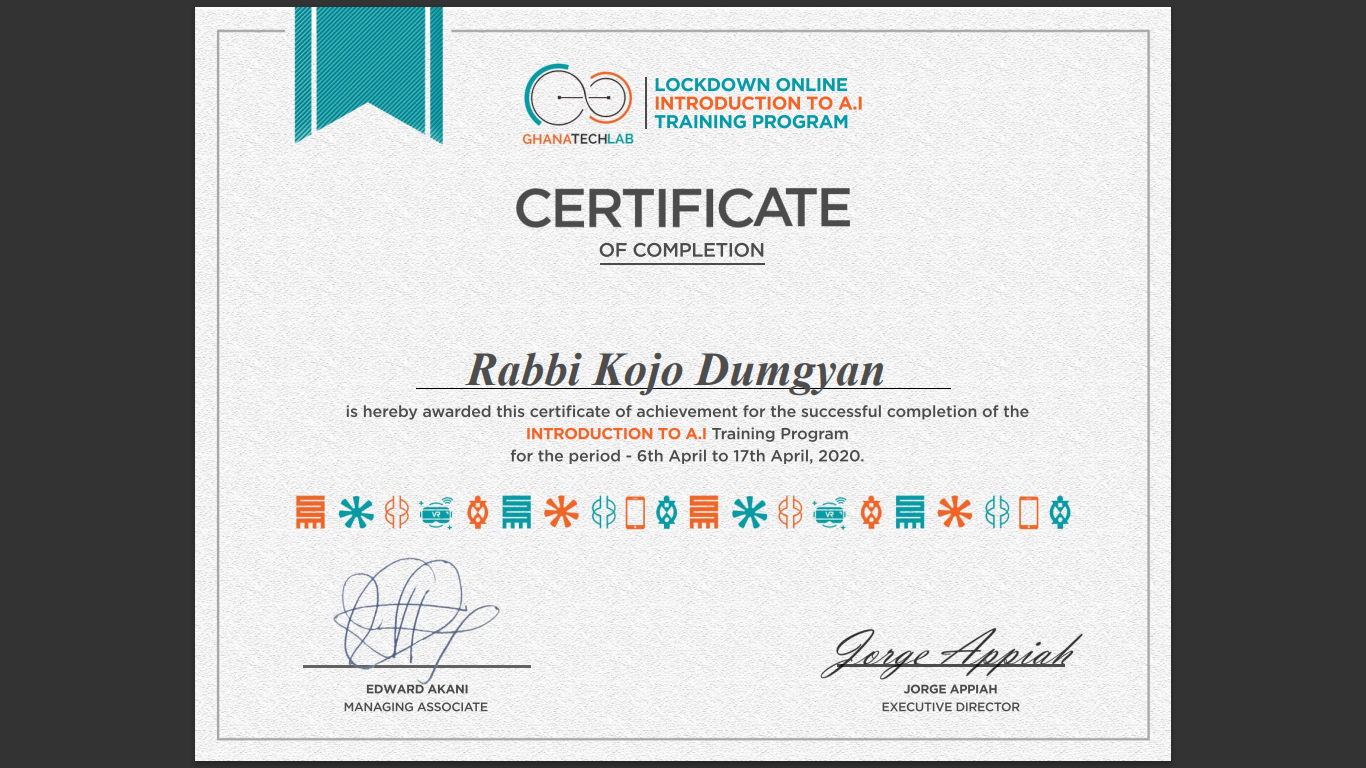 LOCKDOWN ONLINE
INTRODUCTION TO A.I
TRAINING PROGRAM
GHANATECHLAB
CERTIFICATE
OF COMPLETION
Rabbi Kojo Dumgyan
is hereby awarded this certificate of achievement for the successful completion of the
INTRODUCTION TO A.I Training Program
for the period - 6th April to 17th April, 2020.
VR VR
Jorge Appiah
EDWARD AKANI
MANAGING ASSOCIATE
JORGE APPIAH
EXECUTIVE DIRECTOR